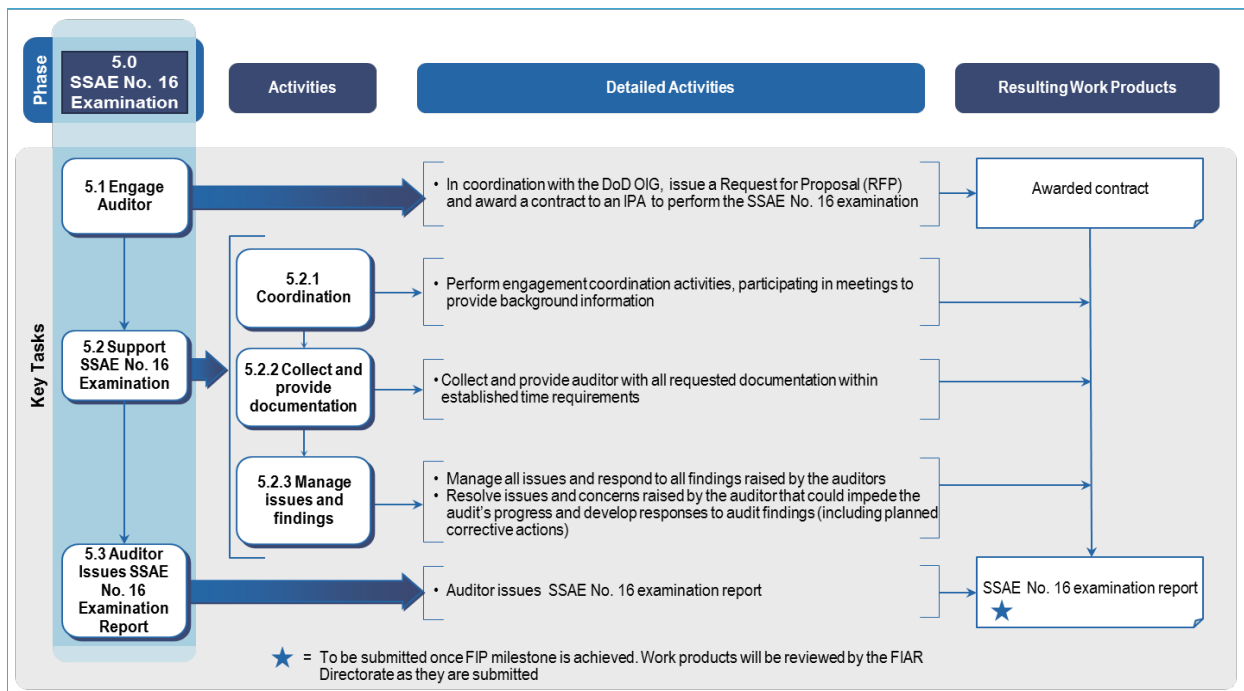 Phase
5.0
SSAE No. 16
Examination
Activities
Detailed Activities
Resulting Work Products
Key Tasks
5.1 Engage
Auditor
• In coordination with the DoD OIG, issue a Request for Proposal (RFP)
and award a contract to an IPA to perform the SSAE No. 16 examination
Awarded contract
5.2 Support
SSAE No. 16
Examination
5.2.1
Coordination
• Perform engagement coordination activities, participating in meetings to
provide background information
5.2.2 Collect and
provide
documentation
• Collect and provide auditor with all requested documentation within
established time requirements
5.2.3 Manage
issues and
findings
• Manage all issues and respond to all findings raised by the auditors
• Resolve issues and concerns raised by the auditor that could impede the
audit's progress and develop responses to audit findings (including planned
corrective actions)
5.3 Auditor
Issues SSAE
No. 16
Examination
Report
• Auditor issues SSAE No. 16 examination report
SSAE No. 16 examination report
= To be submitted once FIP milestone is achieved. Work products will be reviewed by the FIAR
Directorate as they are submitted